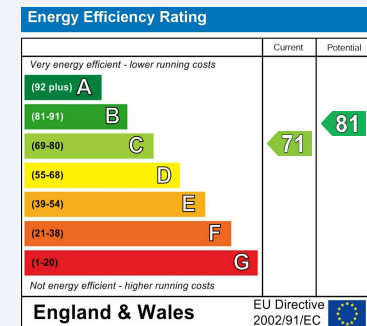 Energy Efficiency Rating
Current Potential
Very energy efficient - lower running costs
(92 plus) A
(81-91) B
(69-80) C
(55-68) D
(39-54) E
(21-38) F
(1-20) G
71
81
Not energy efficient - higher running costs
England & Wales
EU Directive
2002/91/EC